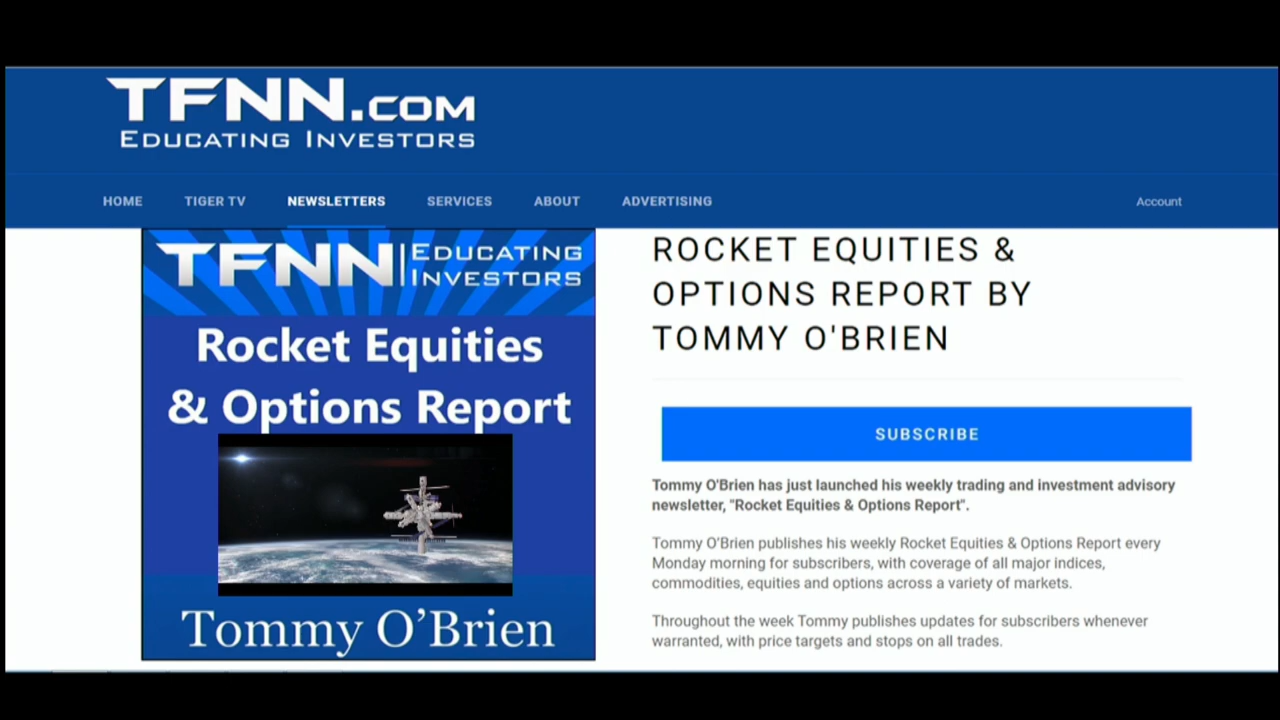 TFNN.COM
EDUCATING INVESTORS
HOME TIGER TV NEWSLETTERS SERVICES ABOUT ADVERTISING Account
TFNN EDUCATING
INVESTORS
Rocket Equities
& Options Report
Tommy O’Brien
ROCKET EQUITIES &
OPTIONS REPORT BY
TOMMY O'BRIEN
SUBSCRIBE
Tommy O'Brien has just launched his weekly trading and investment advisory
newsletter, "Rocket Equities & Options Report".
Tommy O'Brien publishes his weekly Rocket Equities & Options Report every
Monday morning for subscribers, with coverage of all major indices,
commodities, equities and options across a variety of markets.
Throughout the week Tommy publishes updates for subscribers whenever
warranted, with price targets and stops on all trades.